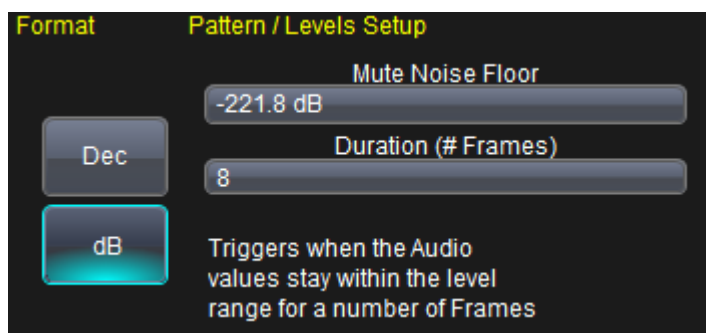 Format
Pattern / Levels Setup
Mute Noise Floor
-221.8 dB
Dec
Duration (# Frames)
8
dB
Triggers when the Audio
values stay within the level
range for a number of Frames